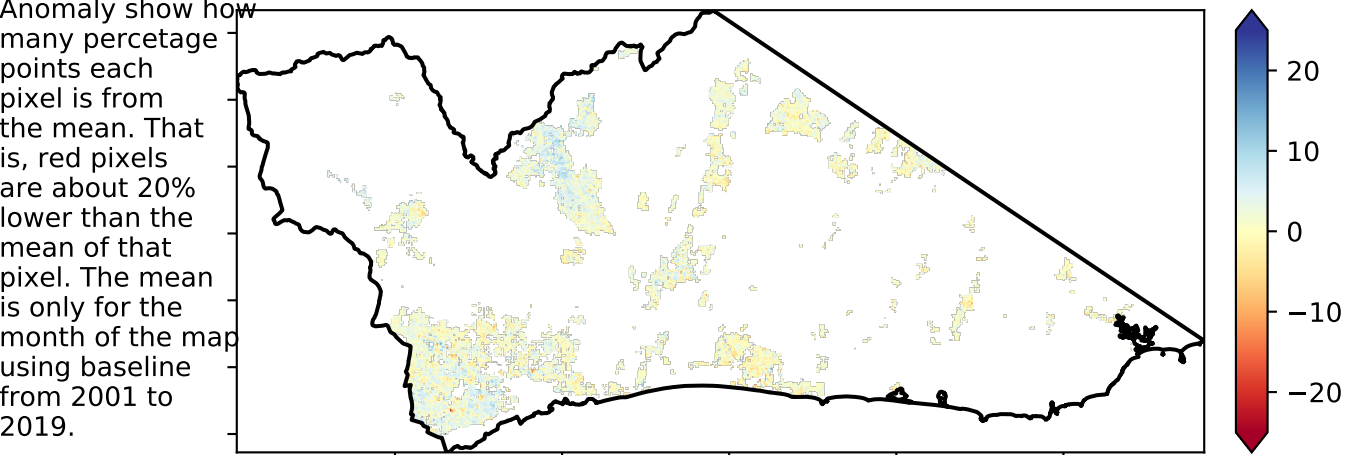 Anomaly show how
many percetage
points each
pixel is from
the mean. That
is, red pixels
are about 20%
lower than the
mean of that
pixel. The mean
is only for the
month of the map
using baseline
from 2001 to
2019.
20
10
0
−10
−20